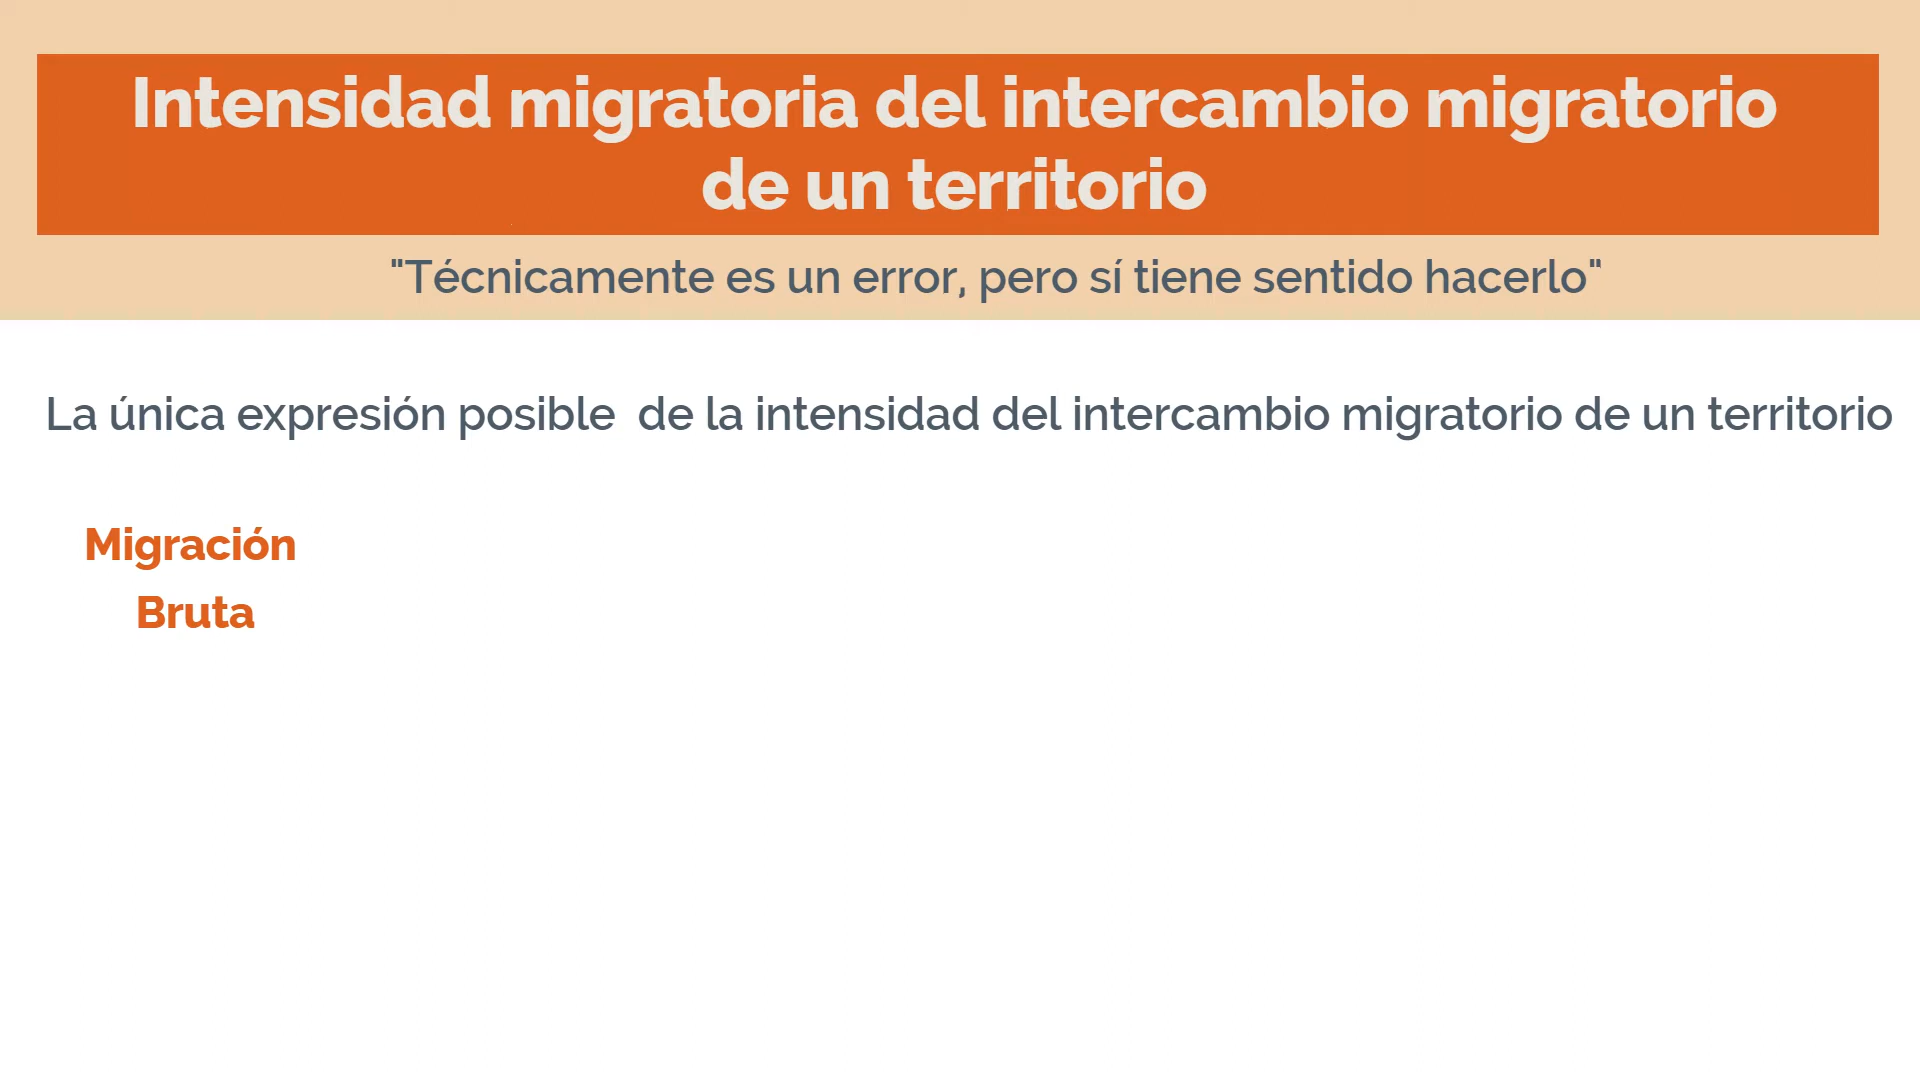 Intensidad migratoria del intercambio migratorio
de un territorio
"Técnicamente es un error, pero sí tiene sentido hacerlo"
La única expresión posible  de la intensidad del intercambio migratorio de un territorio
Migración
Bruta